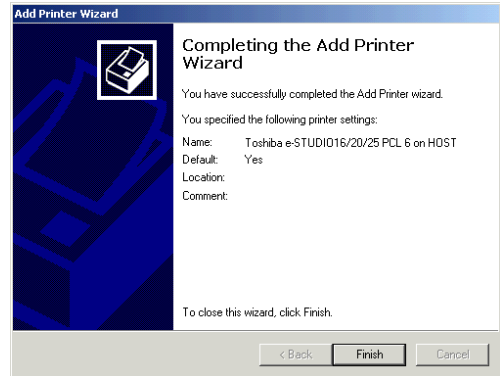 Add Printer Wizard
Completing the Add Printer
Wizard
You have successfully completed the Add Printer wizard.
You specified the following printer settings:
Name: Toshiba e-STUDIO16/20/25 PCL 6 on HOST
Default: Yes
Location:
Comment:
To close this wizard, click Finish.
< Back Finish Cancel